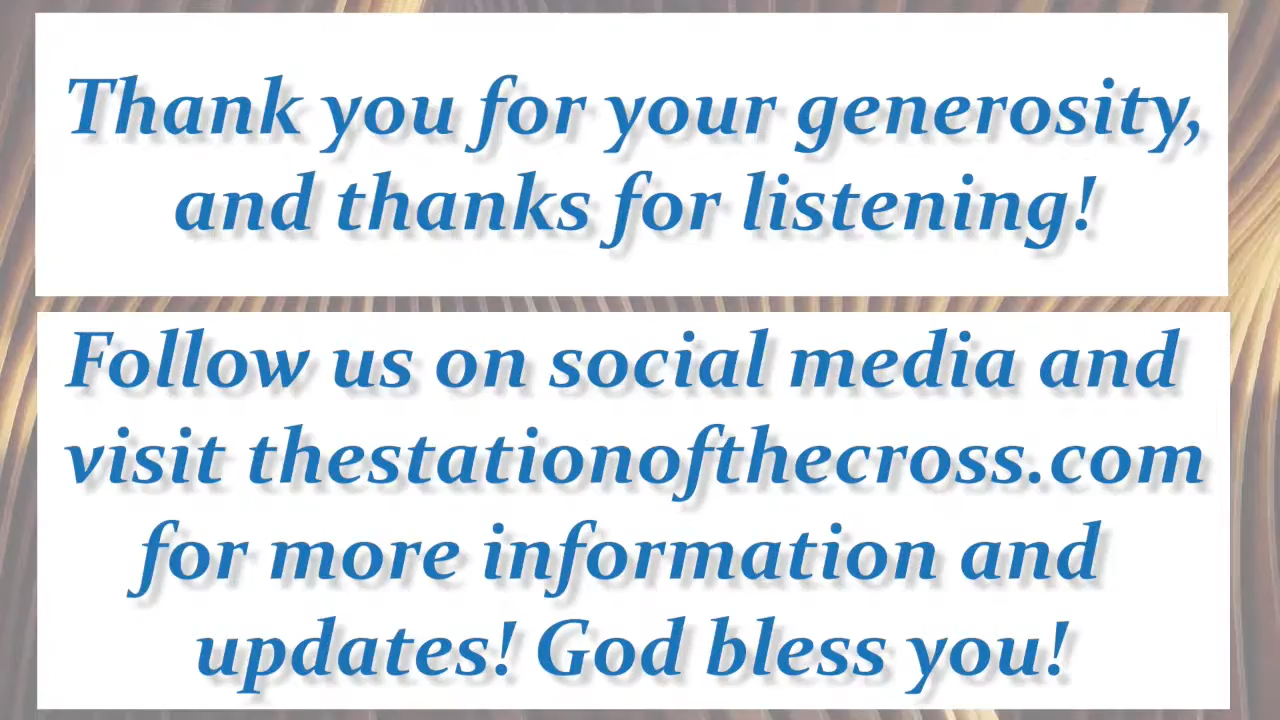 Thank you for your generosity,
and thanks for listening!
Follow us on social media and
visit thestationofthecross.com
for more information and
updates! God bless you!